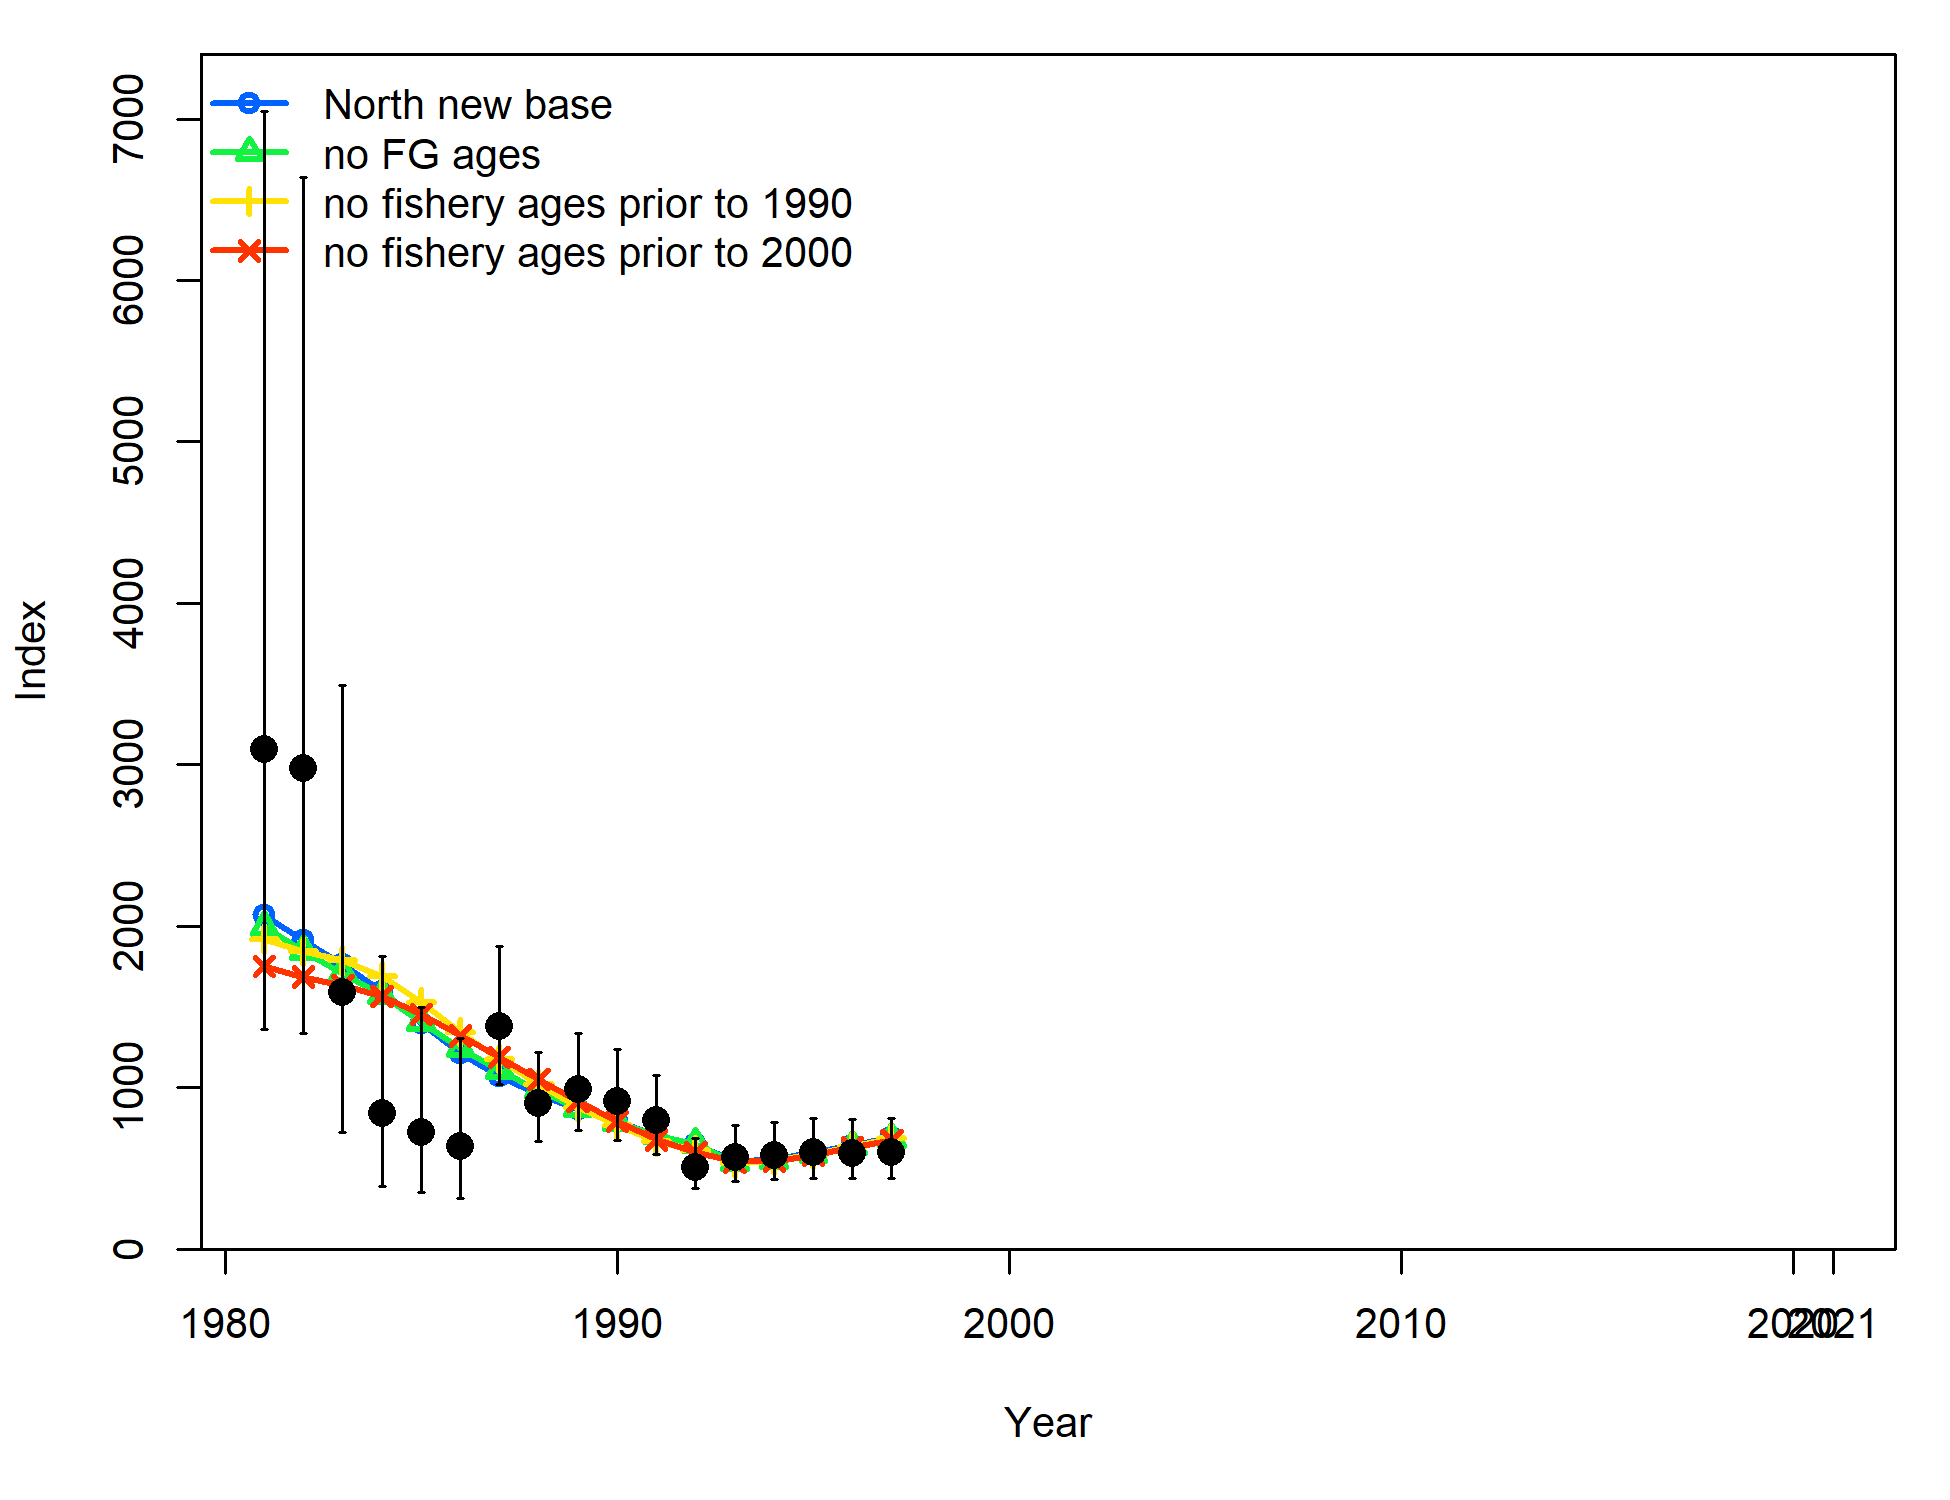 North new base
no FG ages
no fishery ages prior to 1990
no fishery ages prior to 2000
7000
6000
5000
4000
3000
2000
1000
0
Index
1980 1990 2000 2010 2020 2021
Year